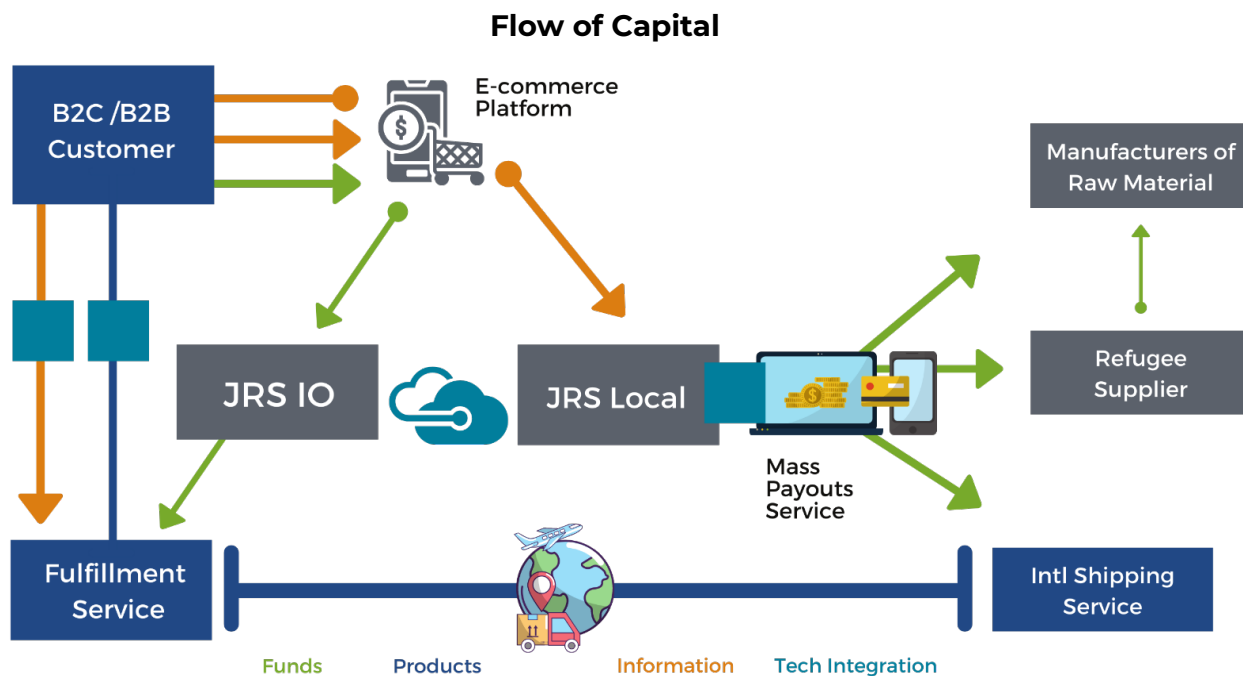 Flow of Capital
B2C /B2B
Customer
E-commerce
Platform
$
Manufacturers of
Raw Material
JRS IO
JRS Local
$
Refugee
Supplier
Mass
Payouts
Service
Fulfillment
Service
Intl Shipping
Service
Funds
Products
Information
Tech Integration